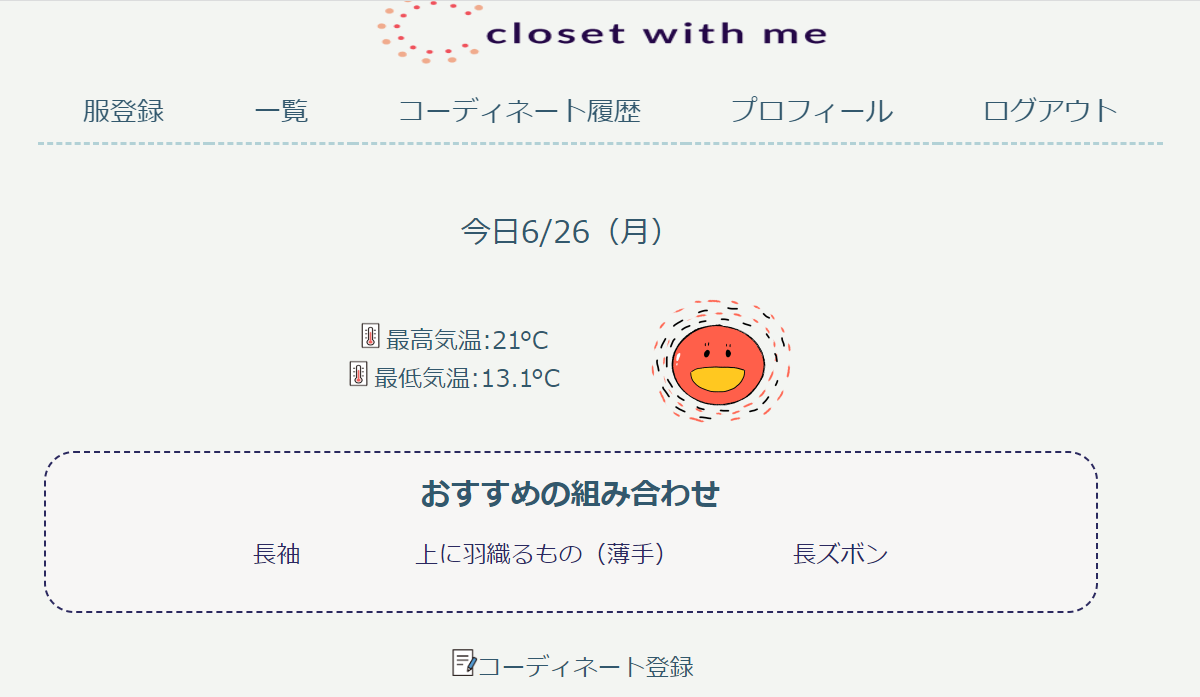 closet with me
服登録 一覧 コーディネート履歴 プロフィール ログアウト
今日6/26（月）
最高気温:21°C
最低気温:13.1°C
おすすめの組み合わせ
長袖 上に羽織るもの（薄手） 長ズボン
コーディネート登録